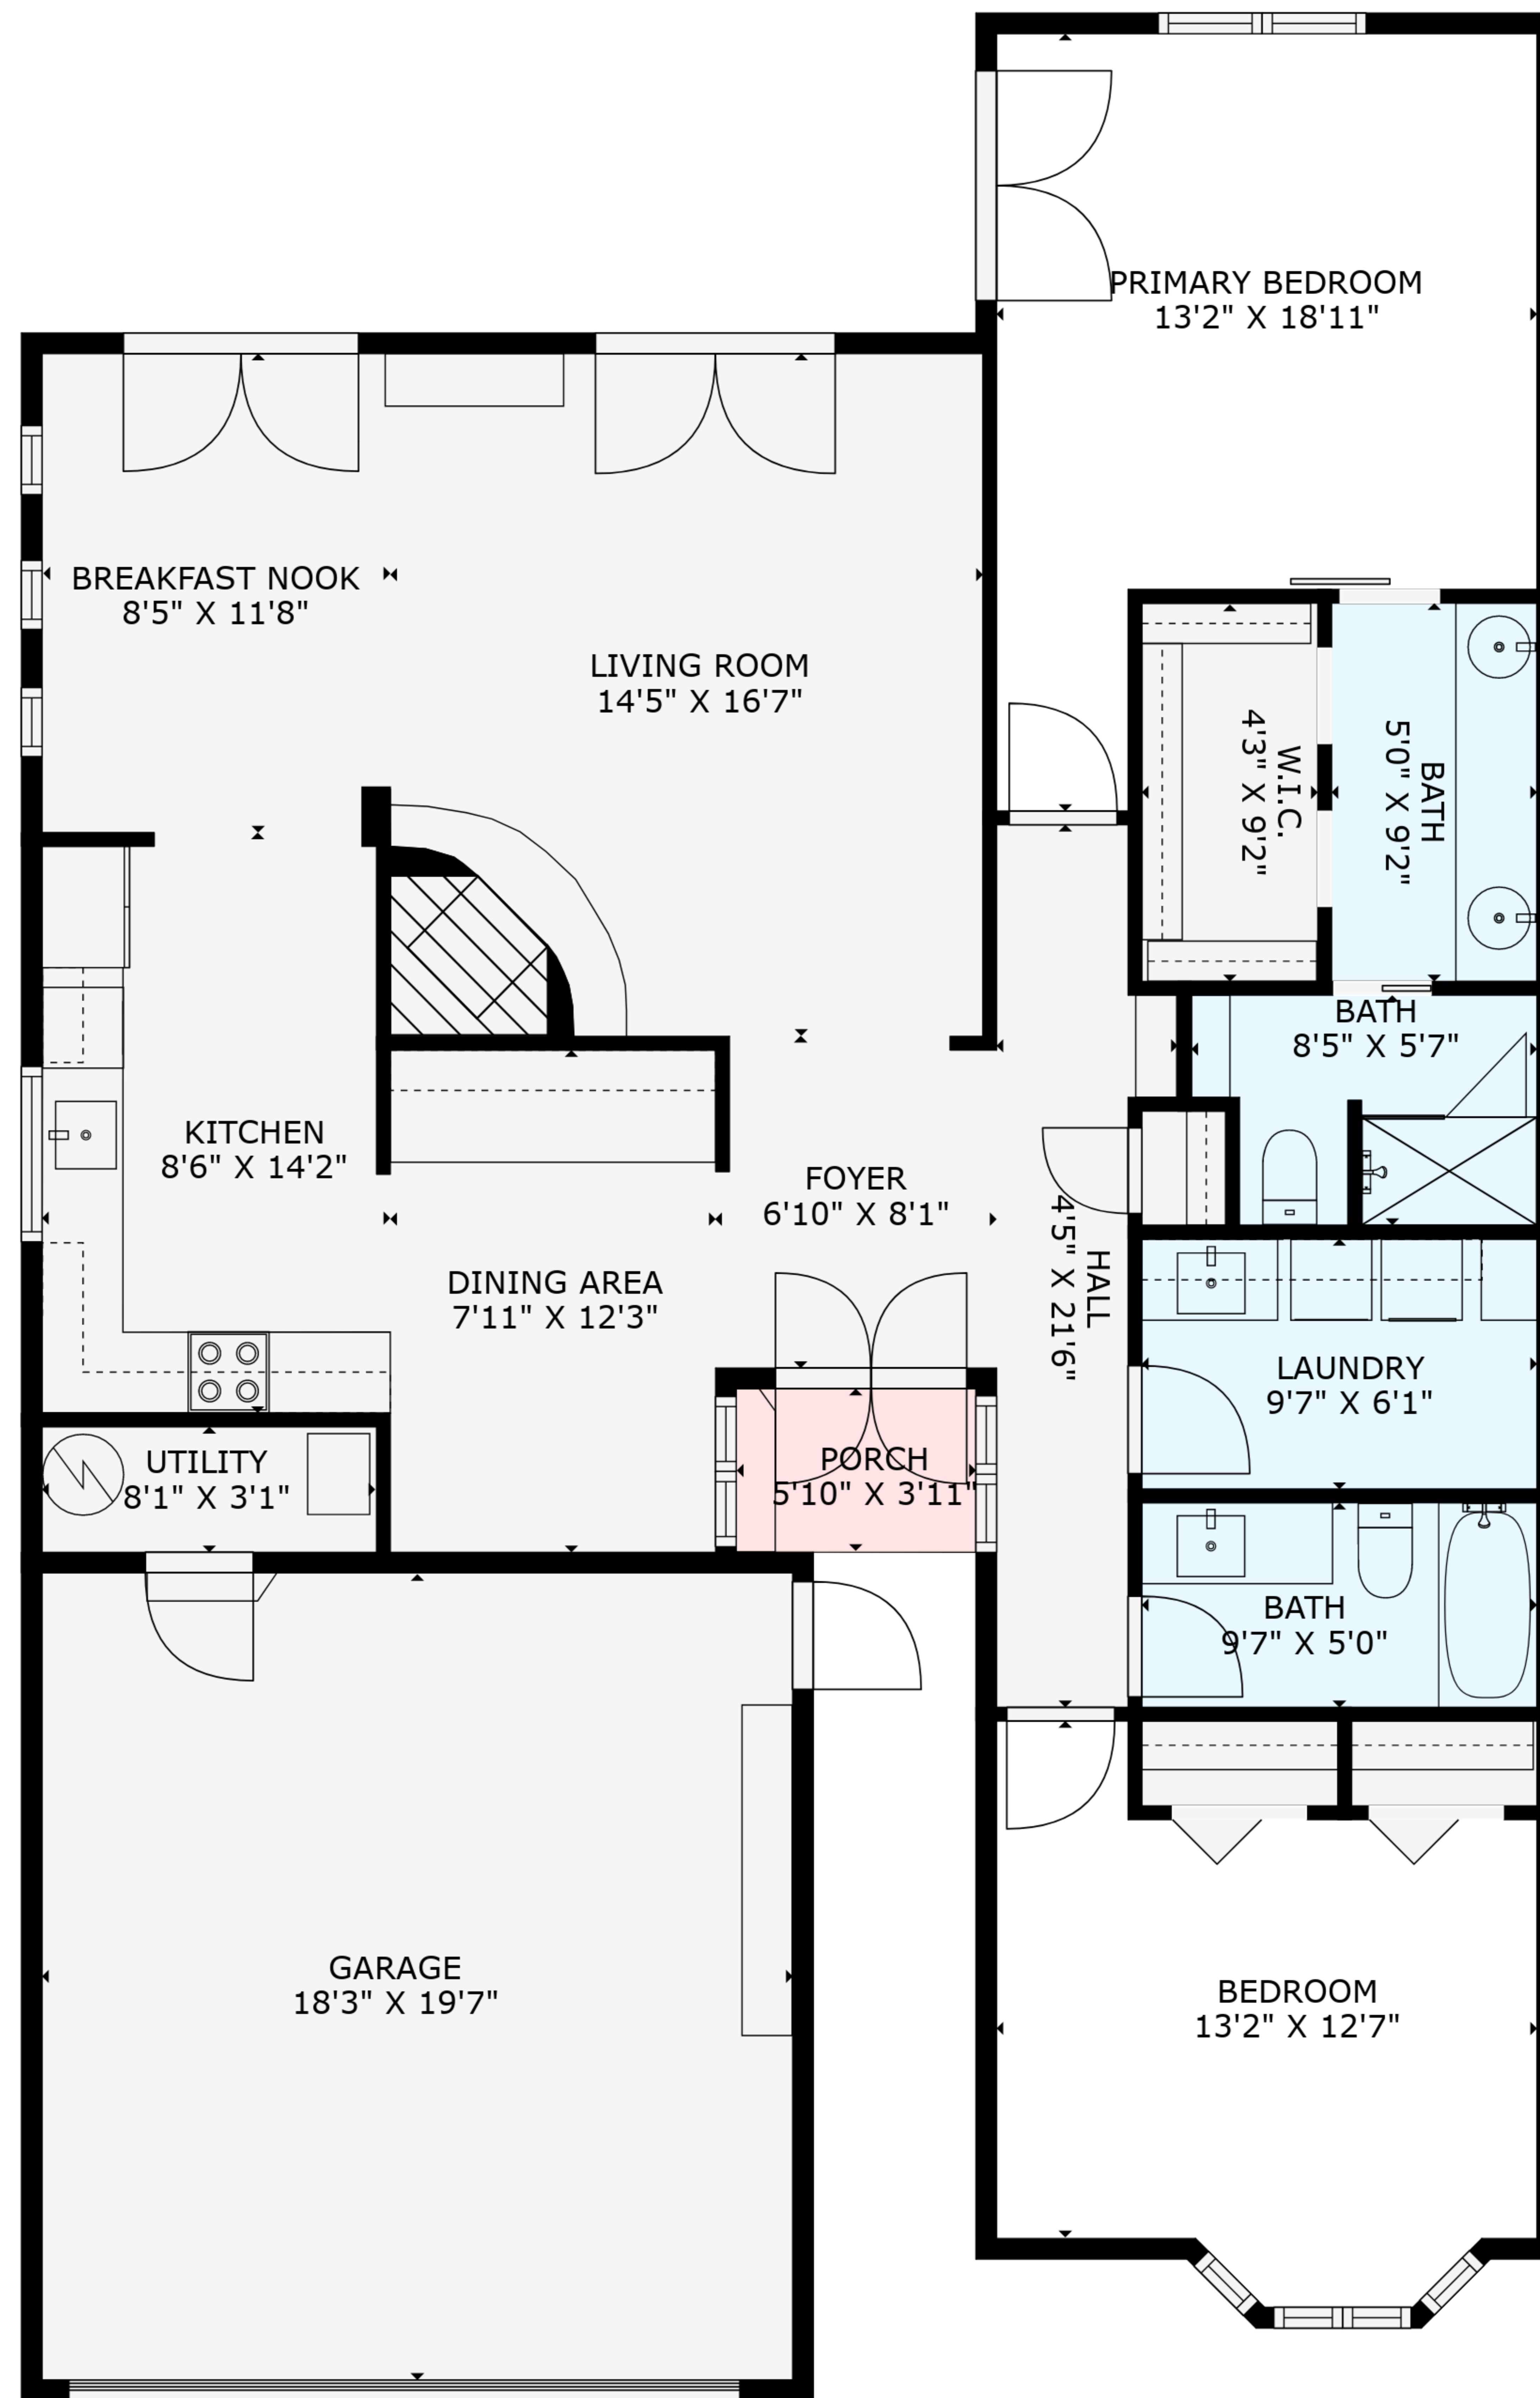 PRIMARY BEDROOM
13'2" X 18'11"
BREAKFAST NOOK
8'5" X 11'8"
LIVING ROOM
14'5" X 16'7"
W.I.C.
4'3" X 9'2"
BATH
5'0" X 9'2"
BATH
8'5" X 5'7"
KITCHEN
8'6" X 14'2"
FOYER
6'10" X 8'1"
HALL
4'5" X 21'6"
DINING AREA
7'11" X 12'3"
LAUNDRY
9'7" X 6'1"
UTILITY
8'1" X 3'1"
PORCH
5'10" X 3'11"
BATH
9'7" X 5'0"
GARAGE
18'3" X 19'7"
BEDROOM
13'2" X 12'7"